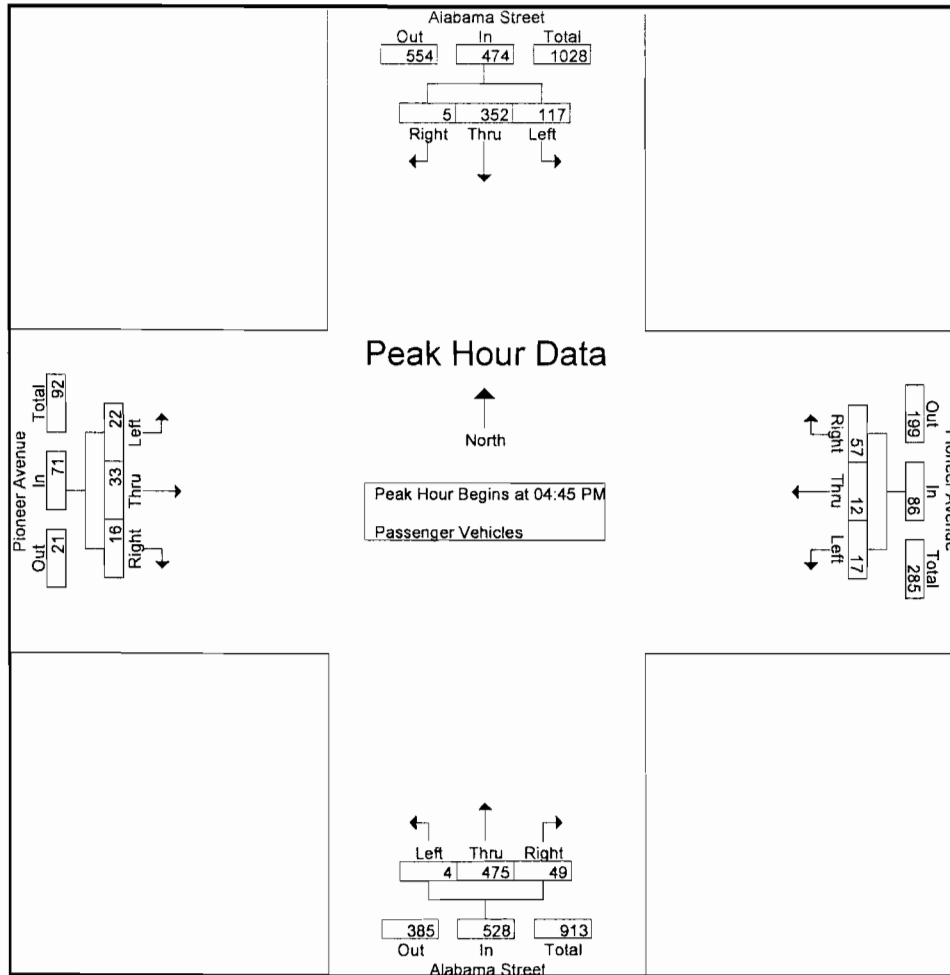 Alabama Street
Out In Total
554 474 1028
5 352 117
Right Thru Left
Peak Hour Data
North
Peak Hour Begins at 04:45 PM
Passenger Vehicles
Pioneer Avenue
Out In Total
21 71 92
16 33 22
Right Thru Left
Pioneer Avenue
Out In Total
199 86 285
57 12 17
Right Thru Left
Left Thru Right
4 475 49
385 528 913
Out In Total
Alabama Street